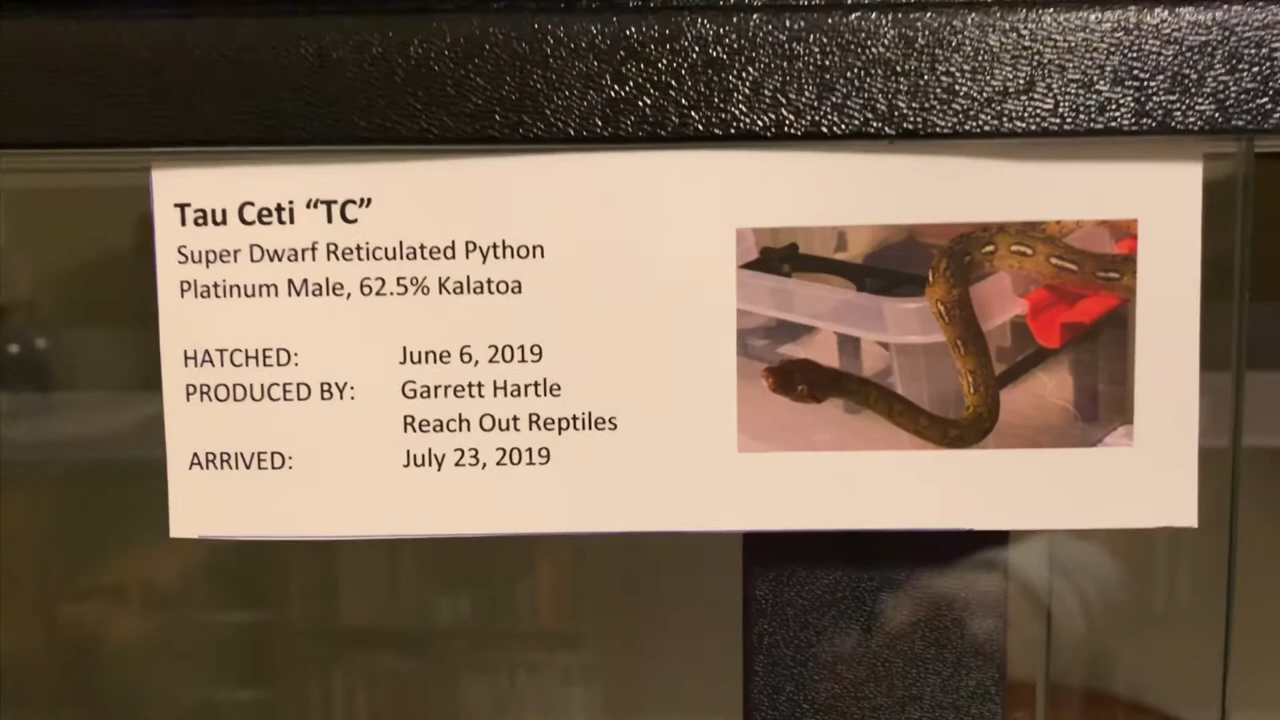 Tau Ceti “TC”
Super Dwarf Reticulated Python
Platinum Male, 62.5% Kalatoa
HATCHED: June 6, 2019
PRODUCED BY: Garrett Hartle
Reach Out Reptiles
ARRIVED: July 23, 2019